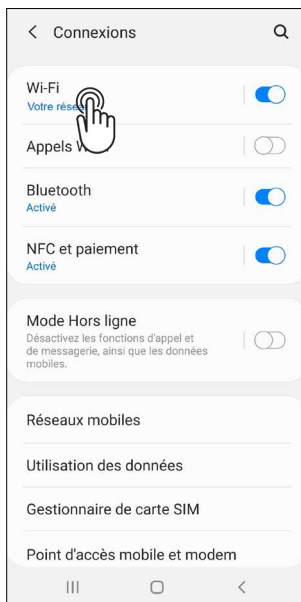 Connexions
Wi-Fi
Votre
Appels
Bluetooth
Activé
NFC et paiement
Activé
Mode Hors ligne
Désactivez les fonctions d'appel et
de messagerie, ainsi que les données
mobiles.
Réseaux mobiles
Utilisation des données
Gestionnaire de carte SIM
Point d'accès mobile et modem